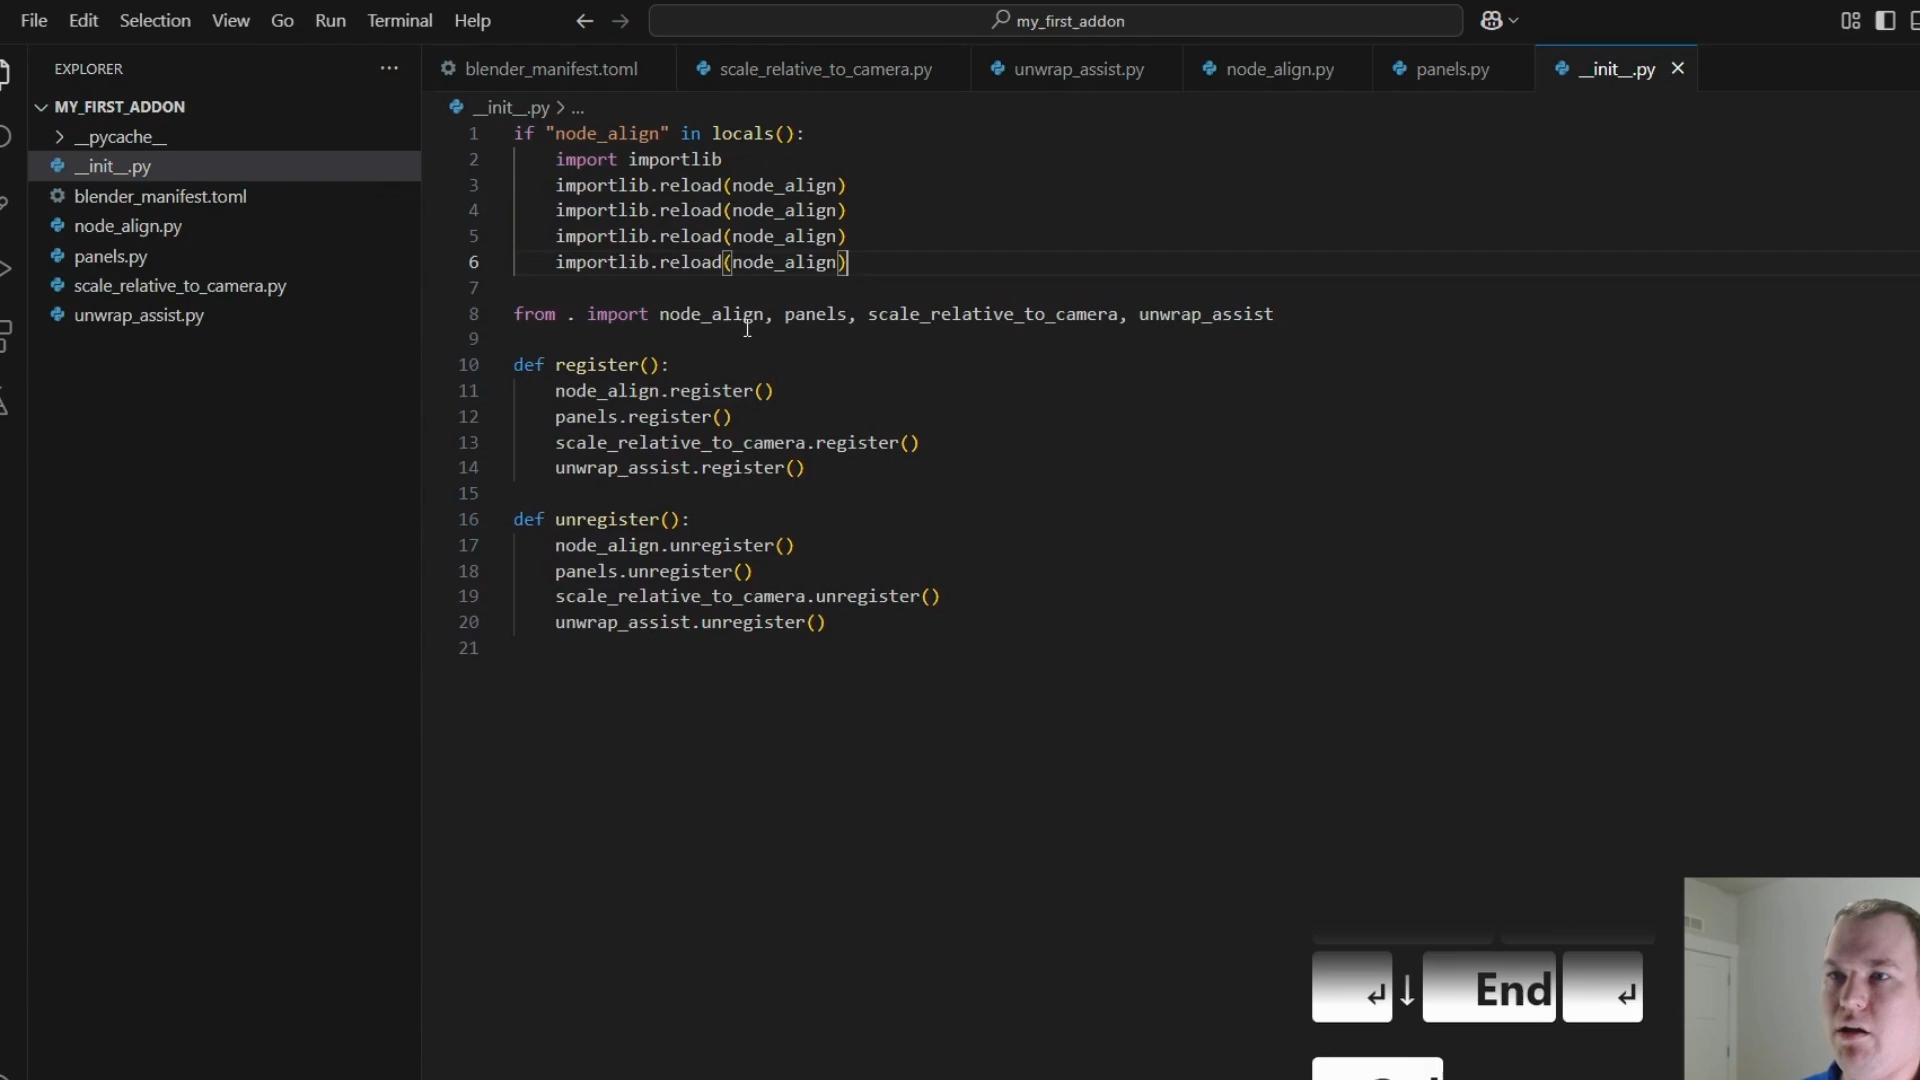 File Edit Selection View Go Run Terminal Help
my_first_addon
EXPLORER
MY_FIRST_ADDON
__pycache__
__init__.py
blender_manifest.toml
node_align.py
panels.py
scale_relative_to_camera.py
unwrap_assist.py
blender_manifest.toml scale_relative_to_camera.py unwrap_assist.py node_align.py panels.py __init__.py
__init__.py > ...
1 if "node_align" in locals():
2 import importlib
3 importlib.reload(node_align)
4 importlib.reload(node_align)
5 importlib.reload(node_align)
6 importlib.reload(node_align)
7
8 from . import node_align, panels, scale_relative_to_camera, unwrap_assist
9
10 def register():
11 node_align.register()
12 panels.register()
13 scale_relative_to_camera.register()
14 unwrap_assist.register()
15
16 def unregister():
17 node_align.unregister()
18 panels.unregister()
19 scale_relative_to_camera.unregister()
20 unwrap_assist.unregister()
21
End